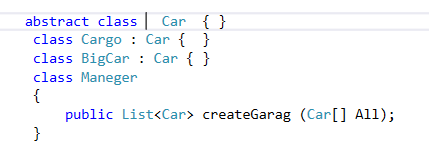 abstract class Car { }
class Cargo : Car { }
class BigCar : Car { }
class Maneger
{
public List<Car> createGarag (Car[] All);
}